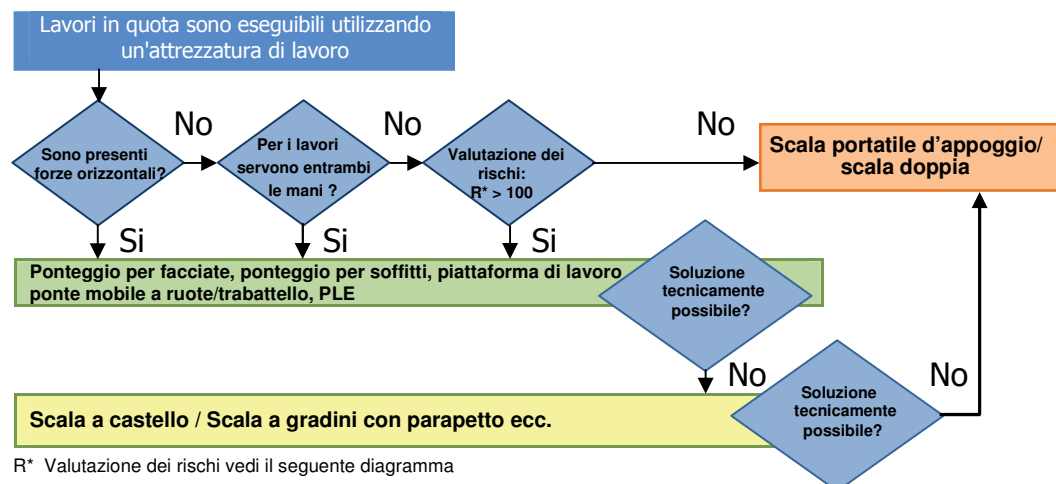 Lavori in quota sono eseguibili utilizzando
un'attrezzatura di lavoro
Sono presenti
forze orizzontali?
No
Per i lavori
servono entrambi
le mani ?
No
Valutazione dei
rischi:
R* > 100
No
Scala portatile d'appoggio/
scala doppia
Si
Si
Si
Ponteggio per facciate, ponteggio per soffitti, piattaforma di lavoro
ponte mobile a ruote/trabattello, PLE
Soluzione
tecnicamente
possibile?
No
Scala a castello / Scala a gradini con parapetto ecc.
Soluzione
tecnicamente
possibile?
No
R* Valutazione dei rischi vedi il seguente diagramma